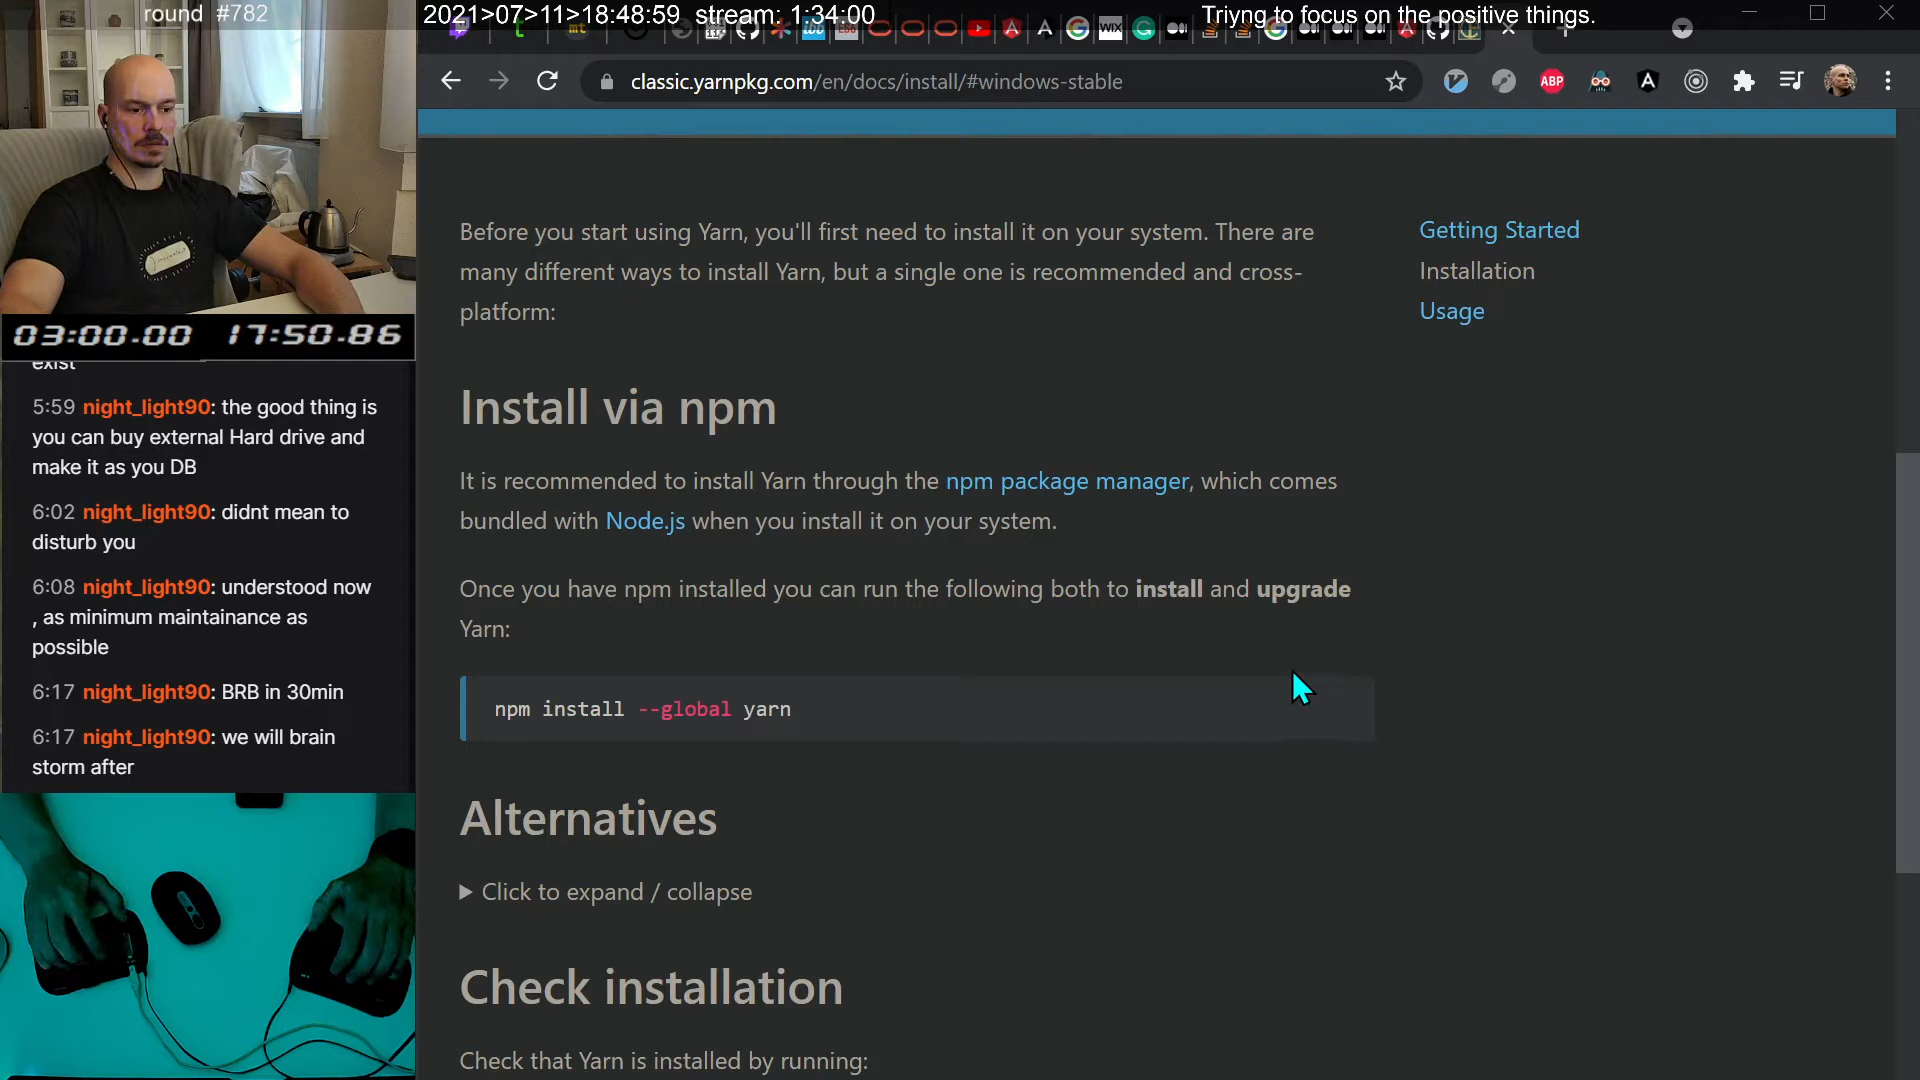 round #782
2021>07>11>18:48:59 stream: 1:34:00
Triyng to focus on the positive things.
classic.yarnpkg.com/en/docs/install/#windows-stable
ABP
03:00.00 17:50.86
exist
5:59 night_light90: the good thing is
you can buy external Hard drive and
make it as you DB
6:02 night_light90: didnt mean to
disturb you
6:08 night_light90: understood now
, as minimum maintainance as
possible
6:17 night_light90: BRB in 30min
6:17 night_light90: we will brain
storm after
Before you start using Yarn, you'll first need to install it on your system. There are
many different ways to install Yarn, but a single one is recommended and cross-
platform:
Getting Started
Installation
Usage
Install via npm
It is recommended to install Yarn through the npm package manager, which comes
bundled with Node.js when you install it on your system.
Once you have npm installed you can run the following both to install and upgrade
Yarn:
npm install --global yarn
Alternatives
Click to expand / collapse
Check installation
Check that Yarn is installed by running: